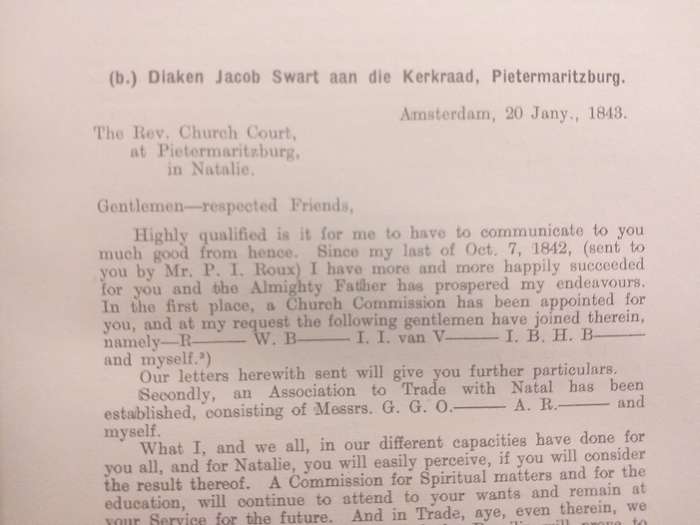 (b.) Diaken Jacob Swart aan die Kerkraad, Pietermaritzburg.
Amsterdam, 20 Jany., 1843.
The Rev. Church Court,
at Pietermaritzburg,
in Natalie.
Gentlemen—respected Friends,
Highly qualified is it for me to have to communicate to you
much good from hence. Since my last of Oct. 7, 1842, (sent to
you by Mr. P. I. Roux) I have more and more happily succeeded
for you and the Almighty Father has prospered my endeavours.
In the first place, a Church Commission has been appointed for
you, and at my request the following gentlemen have joined therein,
namely—R—— W. B—— I. I. van V—— I. B. H. B——
and myself.³)
Our letters herewith sent will give you further particulars.
Secondly, an Association to Trade with Natal has been
established, consisting of Messrs. G. G. O.—— A. R.—— and
myself.
What I, and we all, in our different capacities have done for
you all, and for Natalie, you will easily perceive, if you will consider
the result thereof. A Commission for Spiritual matters and for the
education, will continue to attend to your wants and remain at
your Service for the future. And in Trade, aye, even therein, we